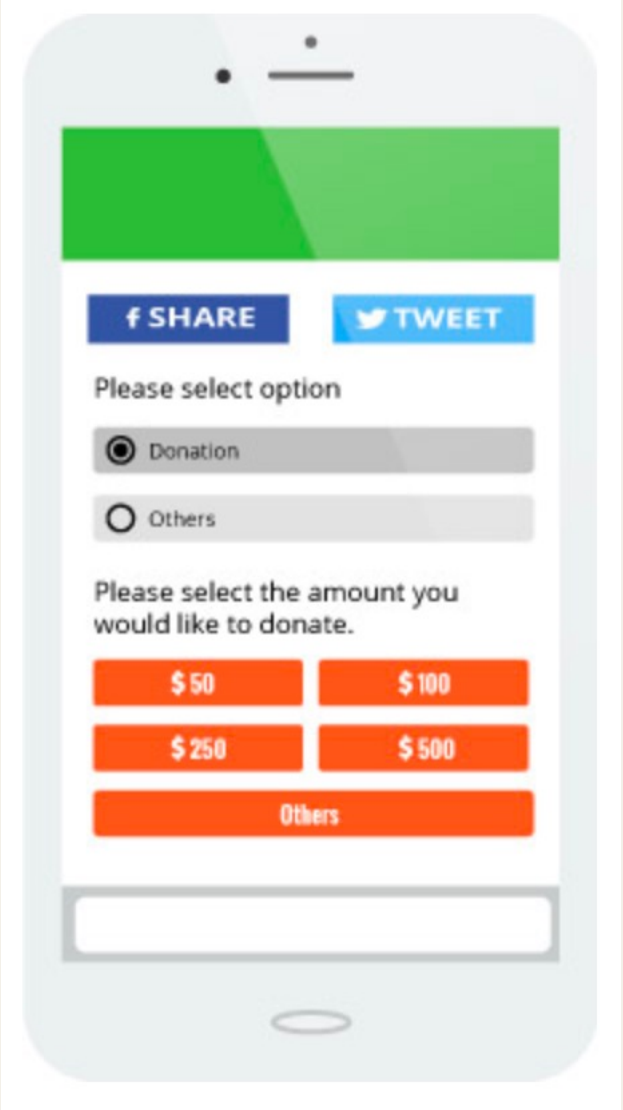 f SHARE
TWEET
Please select option
Donation
Others
Please select the amount you
would like to donate.
$ 50
$ 100
$ 250
$ 500
Others